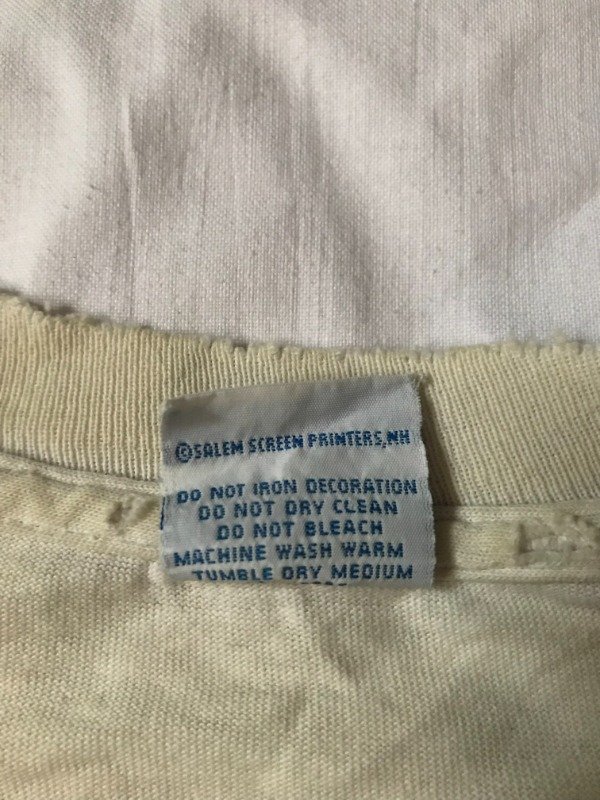 ©SALEM SCREEN PRINTERS,NH
DO NOT IRON DECORATION
DO NOT DRY CLEAN
DO NOT BLEACH
MACHINE WASH WARM
TUMBLE DRY MEDIUM